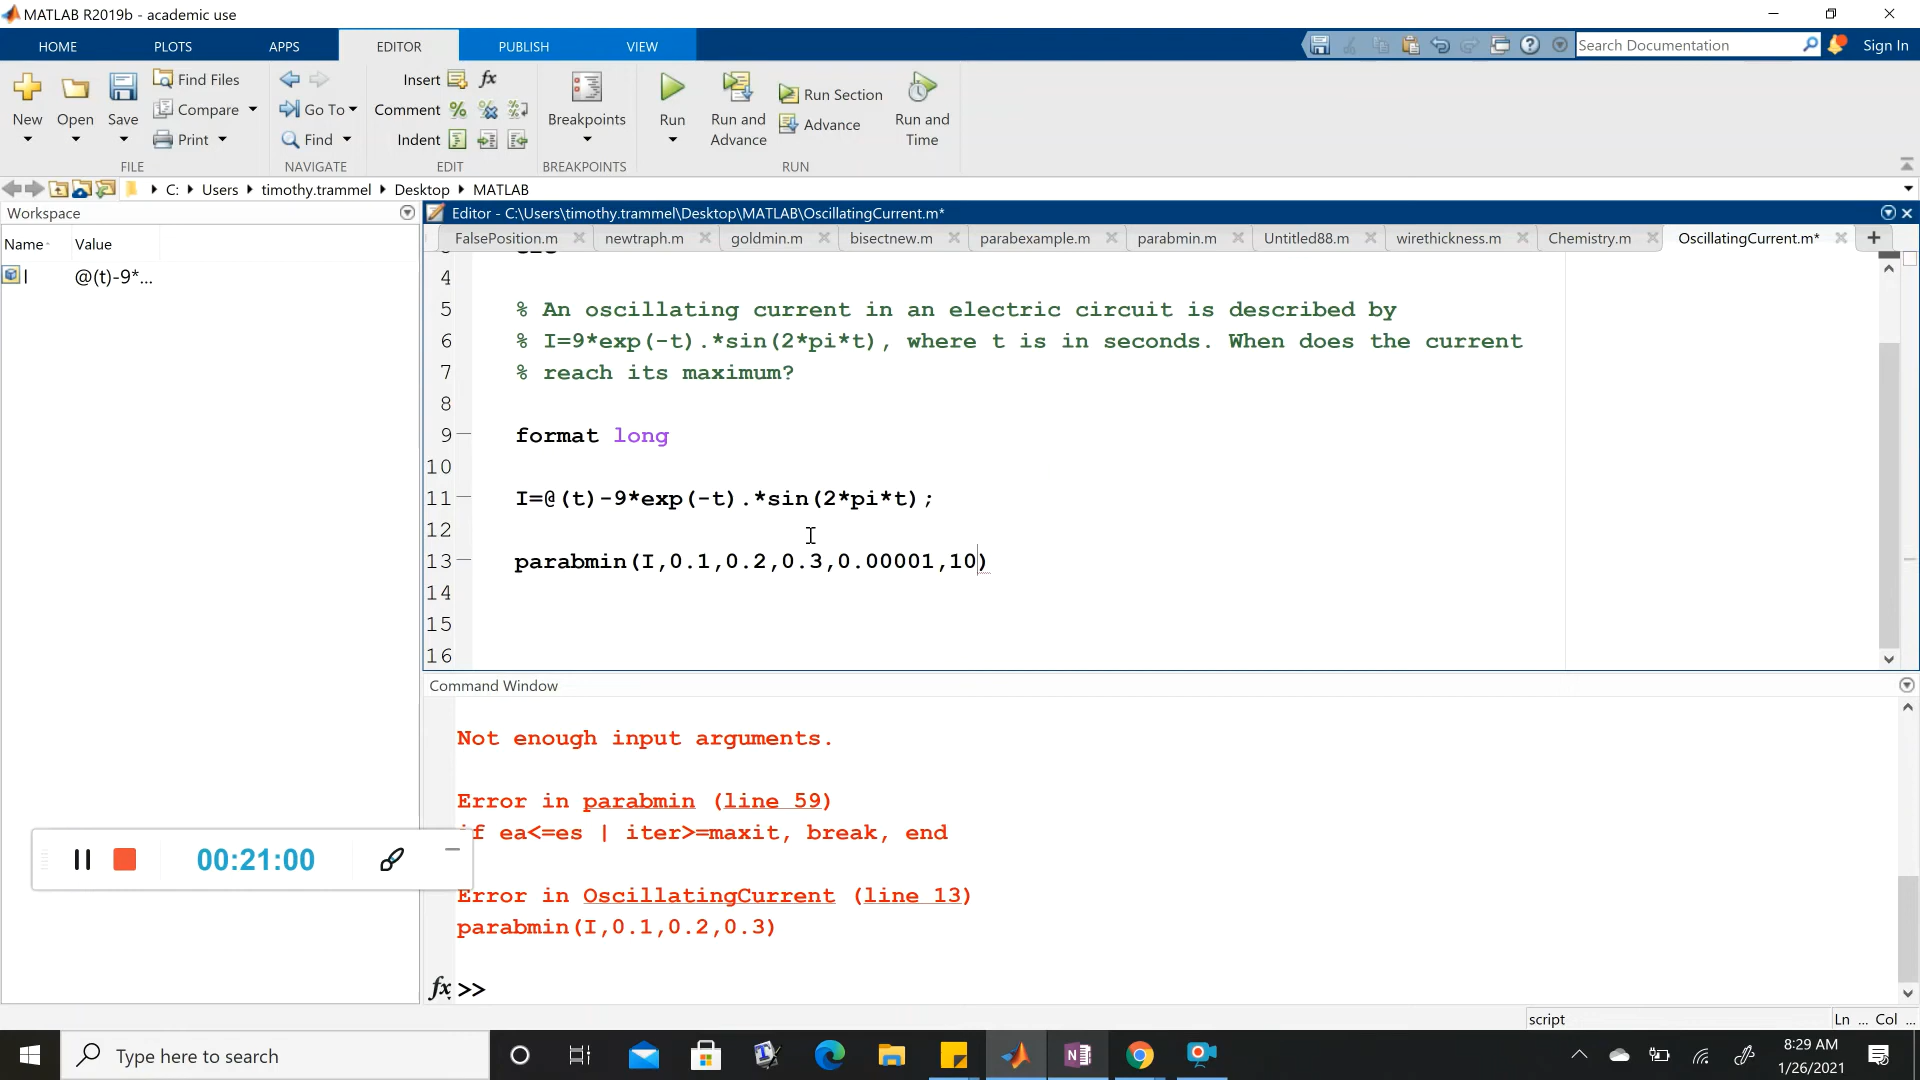 MATLAB R2019b - academic use
HOME PLOTS APPS EDITOR PUBLISH VIEW Search Documentation Sign In
New Open Save Find Files Compare Print
FILE
Go To Find
NAVIGATE
Insert fx
Comment
Indent
EDIT
Breakpoints
BREAKPOINTS
Run Run and Advance Run Section Advance Run and Time
RUN
C: Users timothy.trammel Desktop MATLAB
Workspace
Name Value
I @(t)-9*...
Editor - C:\Users\timothy.trammel\Desktop\MATLAB\OscillatingCurrent.m*
FalsePosition.m newtraph.m goldmin.m bisectnew.m parabexample.m parabmin.m Untitled88.m wirethickness.m Chemistry.m OscillatingCurrent.m*
4
5 % An oscillating current in an electric circuit is described by
6 % I=9*exp(-t).*sin(2*pi*t), where t is in seconds. When does the current
7 % reach its maximum?
8
9 format long
10
11 I=@(t)-9*exp(-t).*sin(2*pi*t);
12
13 parabmin(I,0.1,0.2,0.3,0.00001,10)
14
15
16
Command Window
Not enough input arguments.
Error in parabmin (line 59)
if ea<=es | iter>=maxit, break, end
Error in OscillatingCurrent (line 13)
parabmin(I,0.1,0.2,0.3)
fx >>
00:21:00
script Ln ... Col ...
Type here to search
8:29 AM
1/26/2021